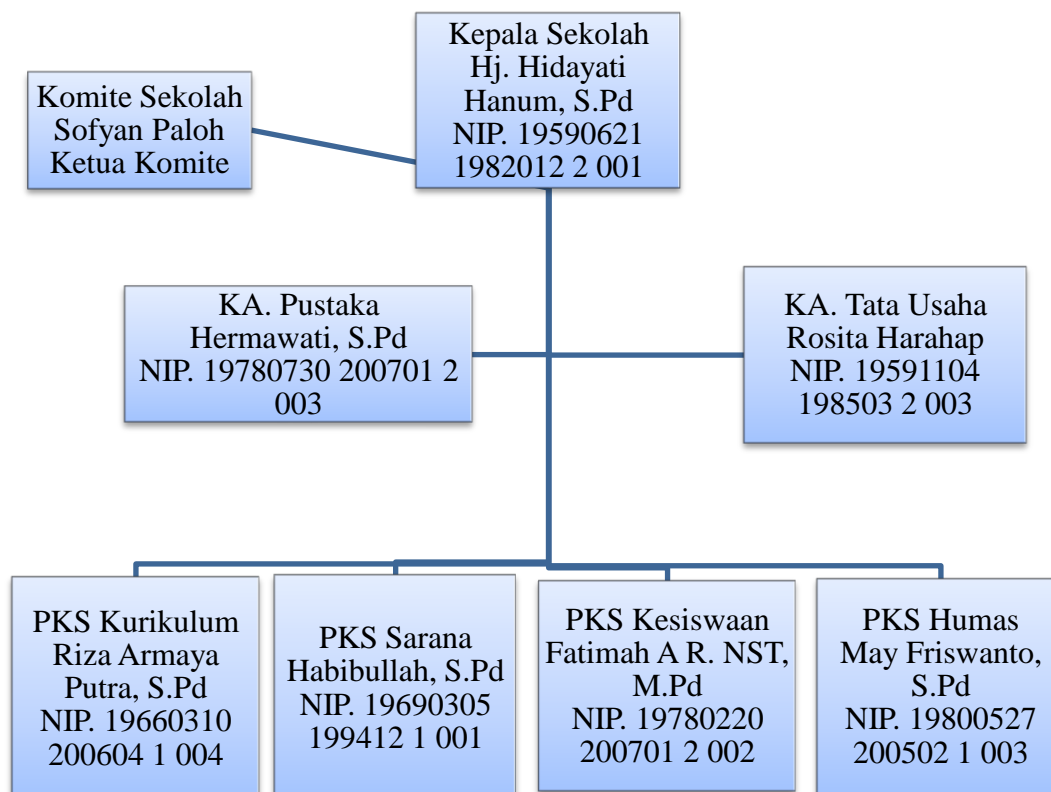 Kepala Sekolah
Hj. Hidayati
Hanum, S.Pd
NIP. 19590621
1982012 2 001
Komite Sekolah
Sofyan Paloh
Ketua Komite
KA. Pustaka
Hermawati, S.Pd
NIP. 19780730 200701 2
003
KA. Tata Usaha
Rosita Harahap
NIP. 19591104
198503 2 003
PKS Kurikulum
Riza Armaya
Putra, S.Pd
NIP. 19660310
200604 1 004
PKS Sarana
Habibullah, S.Pd
NIP. 19690305
199412 1 001
PKS Kesiswaan
Fatimah A R. NST,
M.Pd
NIP. 19780220
200701 2 002
PKS Humas
May Friswanto,
S.Pd
NIP. 19800527
200502 1 003